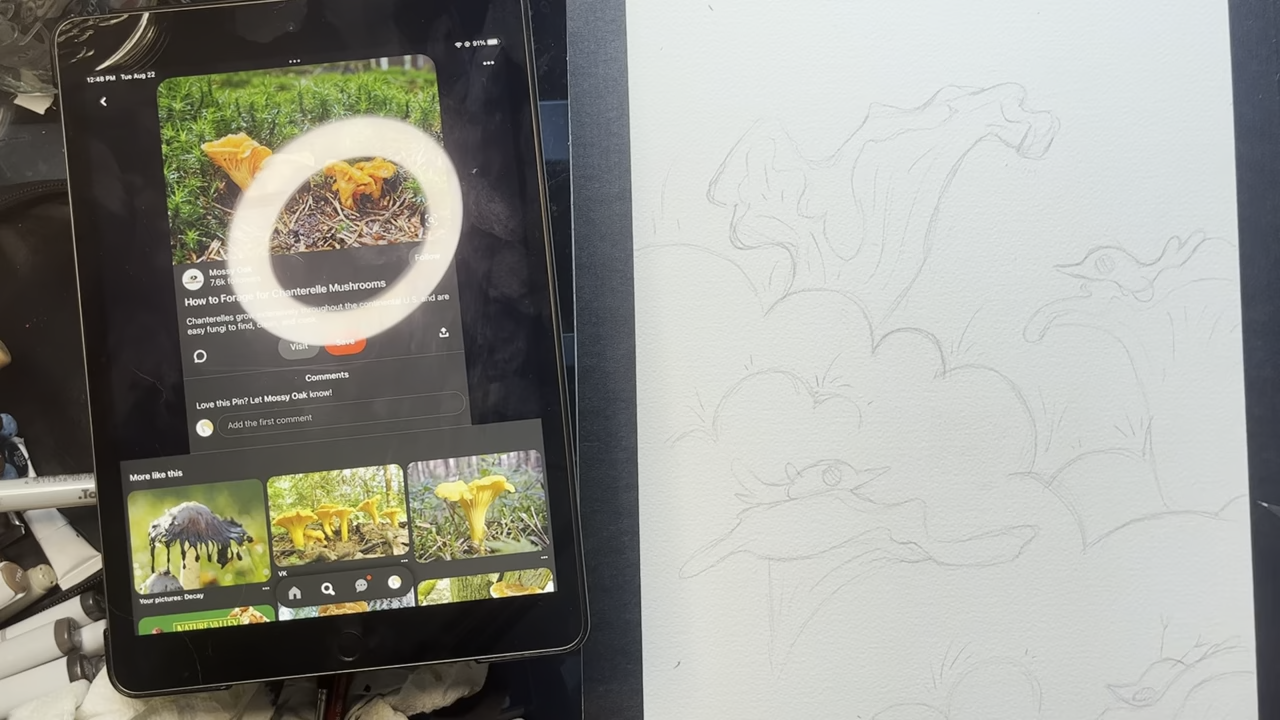 12:48 PM Tue Aug 22
91%
Mossy Oak
7.6k
Follow
How to Forage for Chanterelle Mushrooms
Chanterelles grow throughout the continental U.S. and are
easy fungi to find,
Visit
Save
Comments
Love this Pin? Let Mossy Oak know!
Add the first comment
More like this
VK
Your pictures: Decay
NATURE VALLEY